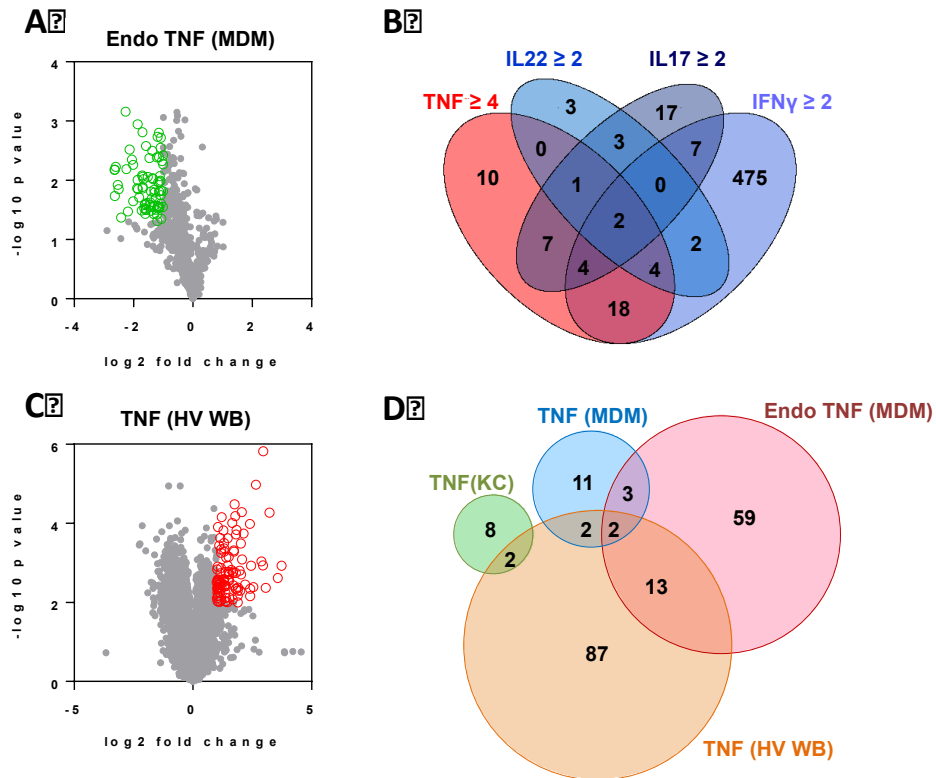 A⍰
Endo TNF (MDM)
4
3
2
1
0
-4
-2
0
2
4
-log10 p value
log2 fold change
B⍰
IL22 ≥ 2
IL17 ≥ 2
TNF ≥ 4
IFNγ ≥ 2
3
17
0
3
7
10
475
1
0
2
7
2
4
4
18
C⍰
TNF (HV WB)
6
4
2
0
-5
0
5
-log10 p value
log2 fold change
D⍰
TNF (MDM)
Endo TNF (MDM)
TNF(KC)
11
3
59
8
2
2
2
13
87
TNF (HV WB)